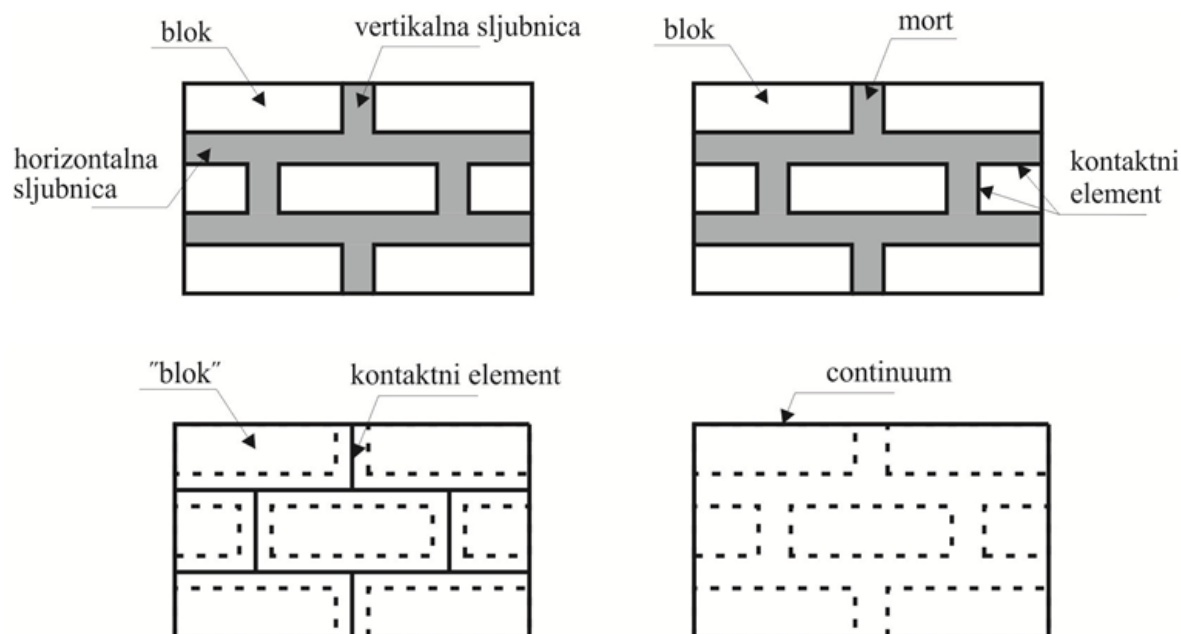 blok
vertikalna sljubnica
horizontalna
sljubnica
blok
mort
kontaktni
element
"blok"
kontaktni element
continuum